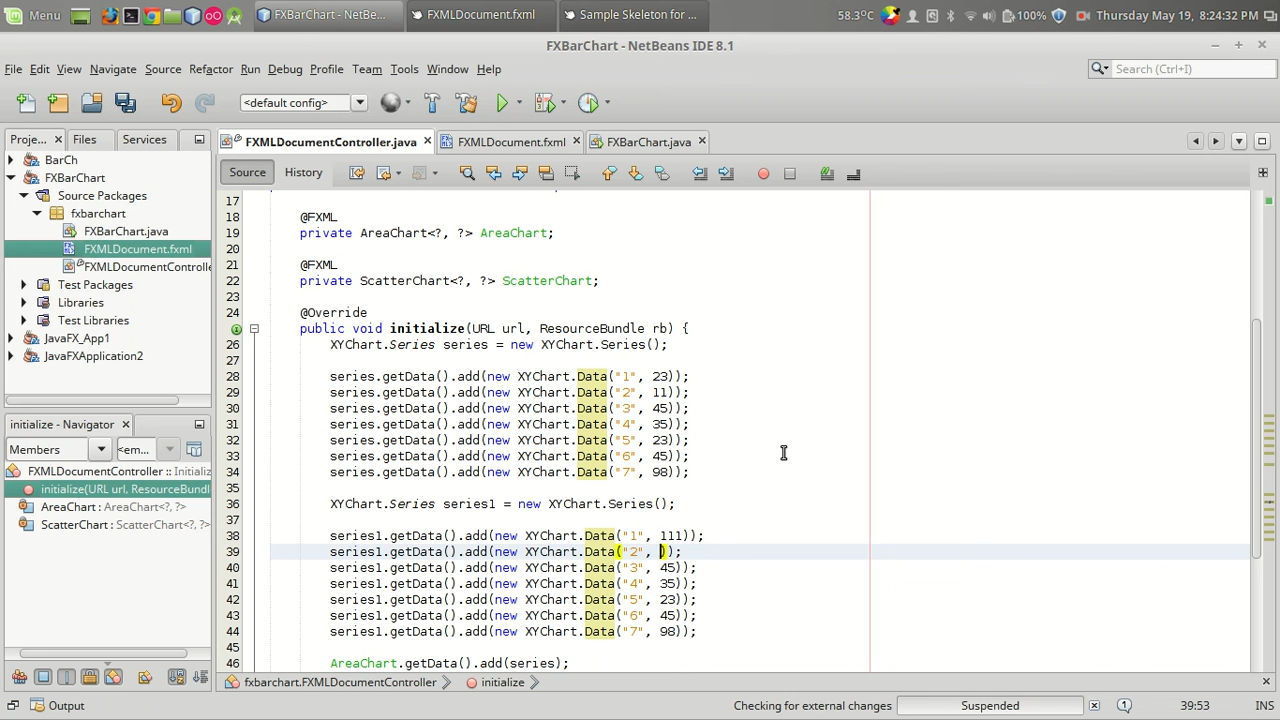 Menu
FXBarChart - NetBe...
FXMLDocument.fxml
Sample Skeleton for ...
58.3°C
100%
Thursday May 19, 8:24:32
FXBarChart - NetBeans IDE 8.1
File Edit View Navigate Source Refactor Run Debug Profile Team Tools Window Help
Search (Ctrl+I)
<default config>
Proje...
Files
Services
FXMLDocumentController.java
FXMLDocument.fxml
FXBarChart.java
BarCh
FXBarChart
Source Packages
fxbarchart
FXBarChart.java
FXMLDocument.fxml
FXMLDocumentControlle
Test Packages
Libraries
Test Libraries
JavaFX_App1
JavaFXApplication2
initialize - Navigator
Members
<em...
FXMLDocumentController :: Initializ
initialize(URL url, ResourceBundl
AreaChart : AreaChart<?, ?>
ScatterChart : ScatterChart<?, ?>
Source
History
17
18 @FXML
19 private AreaChart<?, ?> AreaChart;
20
21 @FXML
22 private ScatterChart<?, ?> ScatterChart;
23
24 @Override
public void initialize(URL url, ResourceBundle rb) {
26 XYChart.Series series = new XYChart.Series();
27
28 series.getData().add(new XYChart.Data("1", 23));
29 series.getData().add(new XYChart.Data("2", 11));
30 series.getData().add(new XYChart.Data("3", 45));
31 series.getData().add(new XYChart.Data("4", 35));
32 series.getData().add(new XYChart.Data("5", 23));
33 series.getData().add(new XYChart.Data("6", 45));
34 series.getData().add(new XYChart.Data("7", 98));
35
36 XYChart.Series series1 = new XYChart.Series();
37
38 series1.getData().add(new XYChart.Data("1", 111));
39 series1.getData().add(new XYChart.Data("2", ));
40 series1.getData().add(new XYChart.Data("3", 45));
41 series1.getData().add(new XYChart.Data("4", 35));
42 series1.getData().add(new XYChart.Data("5", 23));
43 series1.getData().add(new XYChart.Data("6", 45));
44 series1.getData().add(new XYChart.Data("7", 98));
45
46 AreaChart.getData().add(series);
fxbarchart.FXMLDocumentController
initialize
Output
Checking for external changes
Suspended
1
39:53
INS